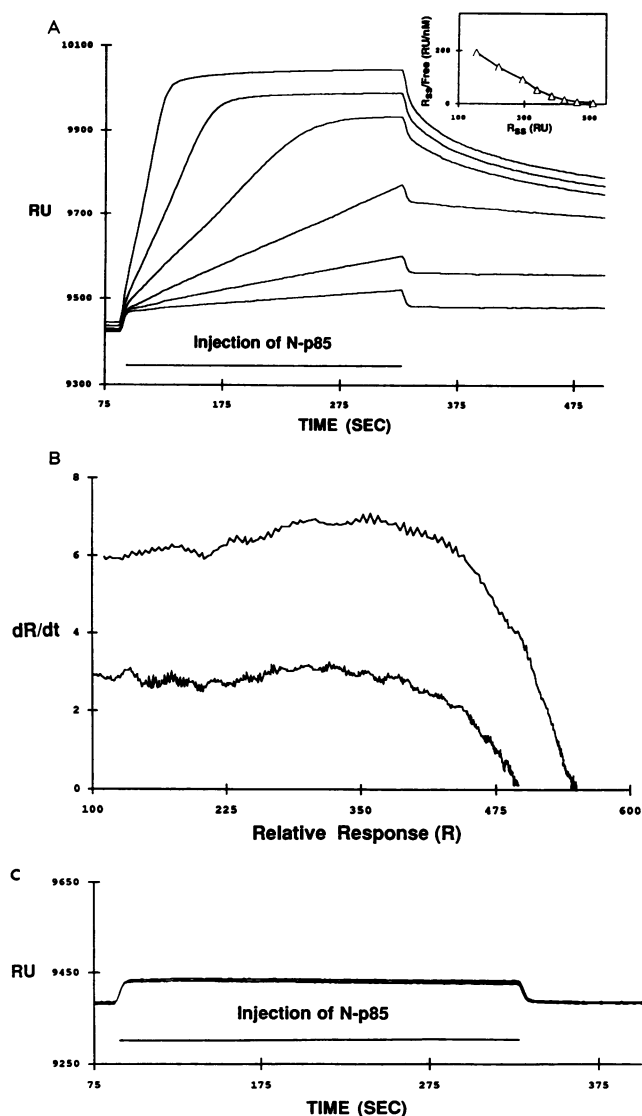 A
10100
9900
9700
9500
9300
RU
Injection of N-p85
75 175 275 375 475
TIME (SEC)
RSS/Free (RU/nM)
200
0
100 300 500
RSS (RU)
B
8
6
4
2
0
dR/dt
100 225 350 475 600
Relative Response (R)
C
9650
9450
9250
RU
Injection of N-p85
75 175 275 375
TIME (SEC)